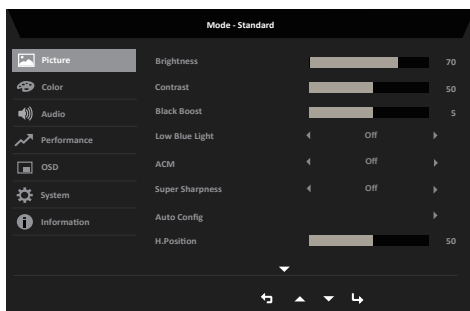 Mode - Standard
Picture
Brightness 70
Color
Contrast 50
Audio
Black Boost 5
Performance
Low Blue Light Off
OSD
ACM Off
System
Super Sharpness Off
Information
Auto Config
H.Position 50